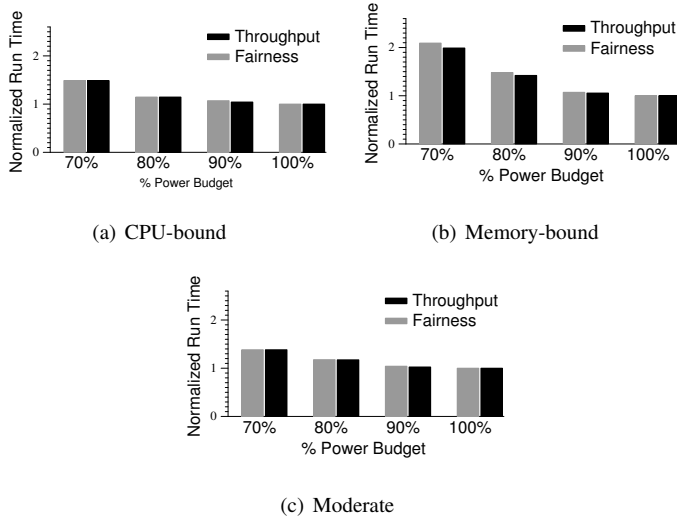 Normalized Run Time
2
1
0
Throughput
Fairness
70% 80% 90% 100%
% Power Budget
(a) CPU-bound
Normalized Run Time
2
1
0
Throughput
Fairness
70% 80% 90% 100%
% Power Budget
(b) Memory-bound
Normalized Run Time
2
1
0
Throughput
Fairness
70% 80% 90% 100%
% Power Budget
(c) Moderate